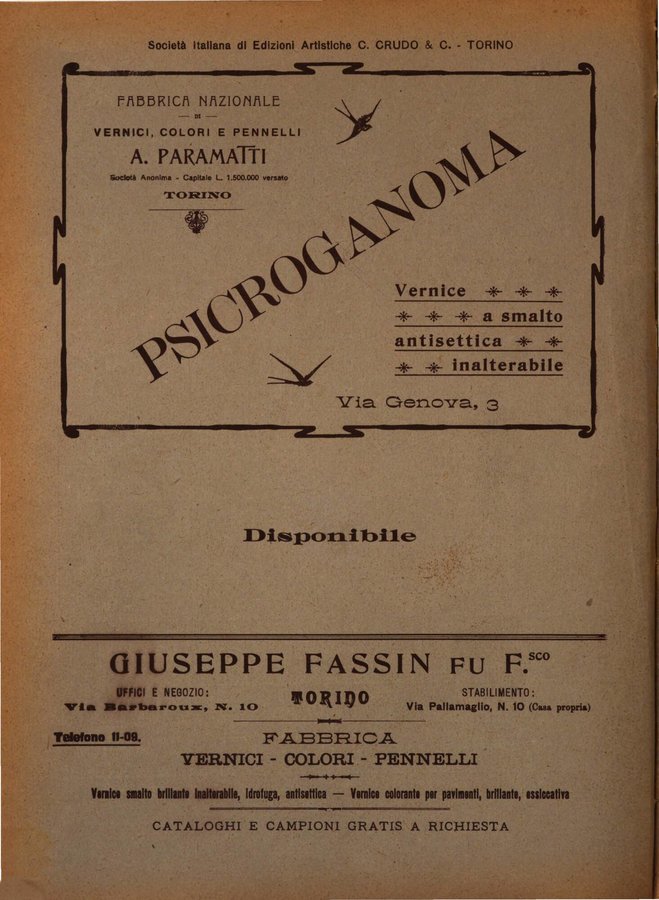 Società Italiana di Edizioni Artistiche C. CRUDO & C. - TORINO
FABBRICA NAZIONALE
— DI —
VERNICI, COLORI E PENNELLI
A. PARAMATTI
Società Anonima - Capitale L. 1.500.000 versato
TORINO
PSICROGANOMA
Vernice
a smalto
antisettica
inalterabile
Via Genova, 3
Disponibile
GIUSEPPE FASSIN FU F.SCO
UFFICI E NEGOZIO:
Via Barbaroux, N. 10
TORINO
STABILIMENTO:
Via Pallamaglio, N. 10 (Casa propria)
Telefono 11-09.
FABBRICA
VERNICI - COLORI - PENNELLI
Vernice smalto brillante inalterabile, idrofuga, antisettica — Vernice colorante per pavimenti, brillante, essiccativa
CATALOGHI E CAMPIONI GRATIS A RICHIESTA